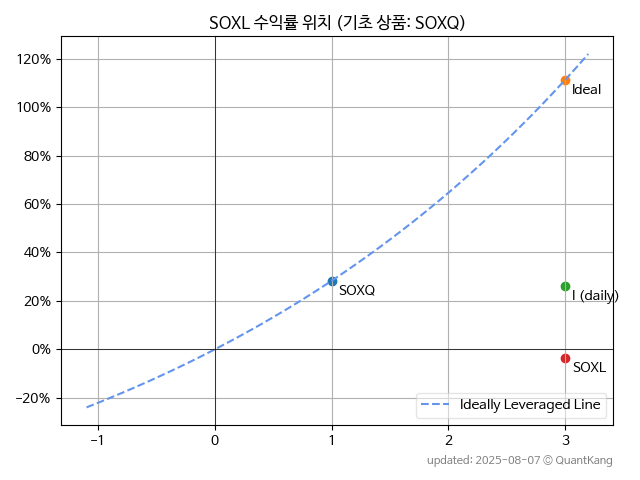 SOXL 수익률 위치 (기초 상품: SOXQ)
120%
100%
80%
60%
40%
20%
0%
−20%
Ideal
SOXQ
I (daily)
SOXL
Ideally Leveraged Line
−1 0 1 2 3
updated: 2025-08-07 © QuantKang